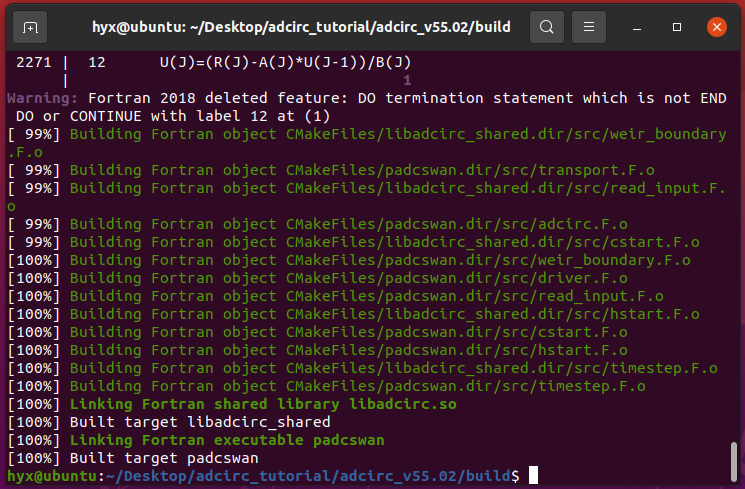 hyx@ubuntu: ~/Desktop/adcirc_tutorial/adcirc_v55.02/build
2271 | 12 U(J)=(R(J)-A(J)*U(J-1))/B(J)
| 1
Warning: Fortran 2018 deleted feature: DO termination statement which is not END
DO or CONTINUE with label 12 at (1)
[ 99%] Building Fortran object CMakeFiles/libadcirc_shared.dir/src/weir_boundary
.F.o
[ 99%] Building Fortran object CMakeFiles/padcswan.dir/src/transport.F.o
[ 99%] Building Fortran object CMakeFiles/libadcirc_shared.dir/src/read_input.F.
o
[ 99%] Building Fortran object CMakeFiles/padcswan.dir/src/adcirc.F.o
[ 99%] Building Fortran object CMakeFiles/libadcirc_shared.dir/src/cstart.F.o
[100%] Building Fortran object CMakeFiles/padcswan.dir/src/weir_boundary.F.o
[100%] Building Fortran object CMakeFiles/padcswan.dir/src/driver.F.o
[100%] Building Fortran object CMakeFiles/padcswan.dir/src/read_input.F.o
[100%] Building Fortran object CMakeFiles/libadcirc_shared.dir/src/hstart.F.o
[100%] Building Fortran object CMakeFiles/padcswan.dir/src/cstart.F.o
[100%] Building Fortran object CMakeFiles/padcswan.dir/src/hstart.F.o
[100%] Building Fortran object CMakeFiles/libadcirc_shared.dir/src/timestep.F.o
[100%] Building Fortran object CMakeFiles/padcswan.dir/src/timestep.F.o
[100%] Linking Fortran shared library libadcirc.so
[100%] Built target libadcirc_shared
[100%] Linking Fortran executable padcswan
[100%] Built target padcswan
hyx@ubuntu:~/Desktop/adcirc_tutorial/adcirc_v55.02/build$